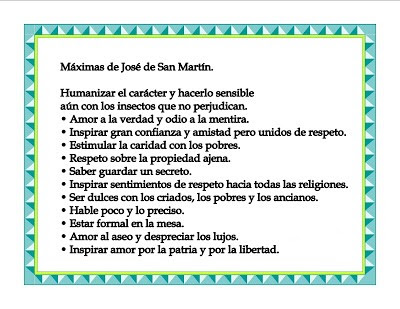 Máximas de José de San Martín.
Humanizar el carácter y hacerlo sensible
aún con los insectos que no perjudican.
• Amor a la verdad y odio a la mentira.
• Inspirar gran confianza y amistad pero unidos de respeto.
• Estimular la caridad con los pobres.
• Respeto sobre la propiedad ajena.
• Saber guardar un secreto.
• Inspirar sentimientos de respeto hacia todas las religiones.
• Ser dulces con los criados, los pobres y los ancianos.
• Hable poco y lo preciso.
• Estar formal en la mesa.
• Amor al aseo y despreciar los lujos.
• Inspirar amor por la patria y por la libertad.